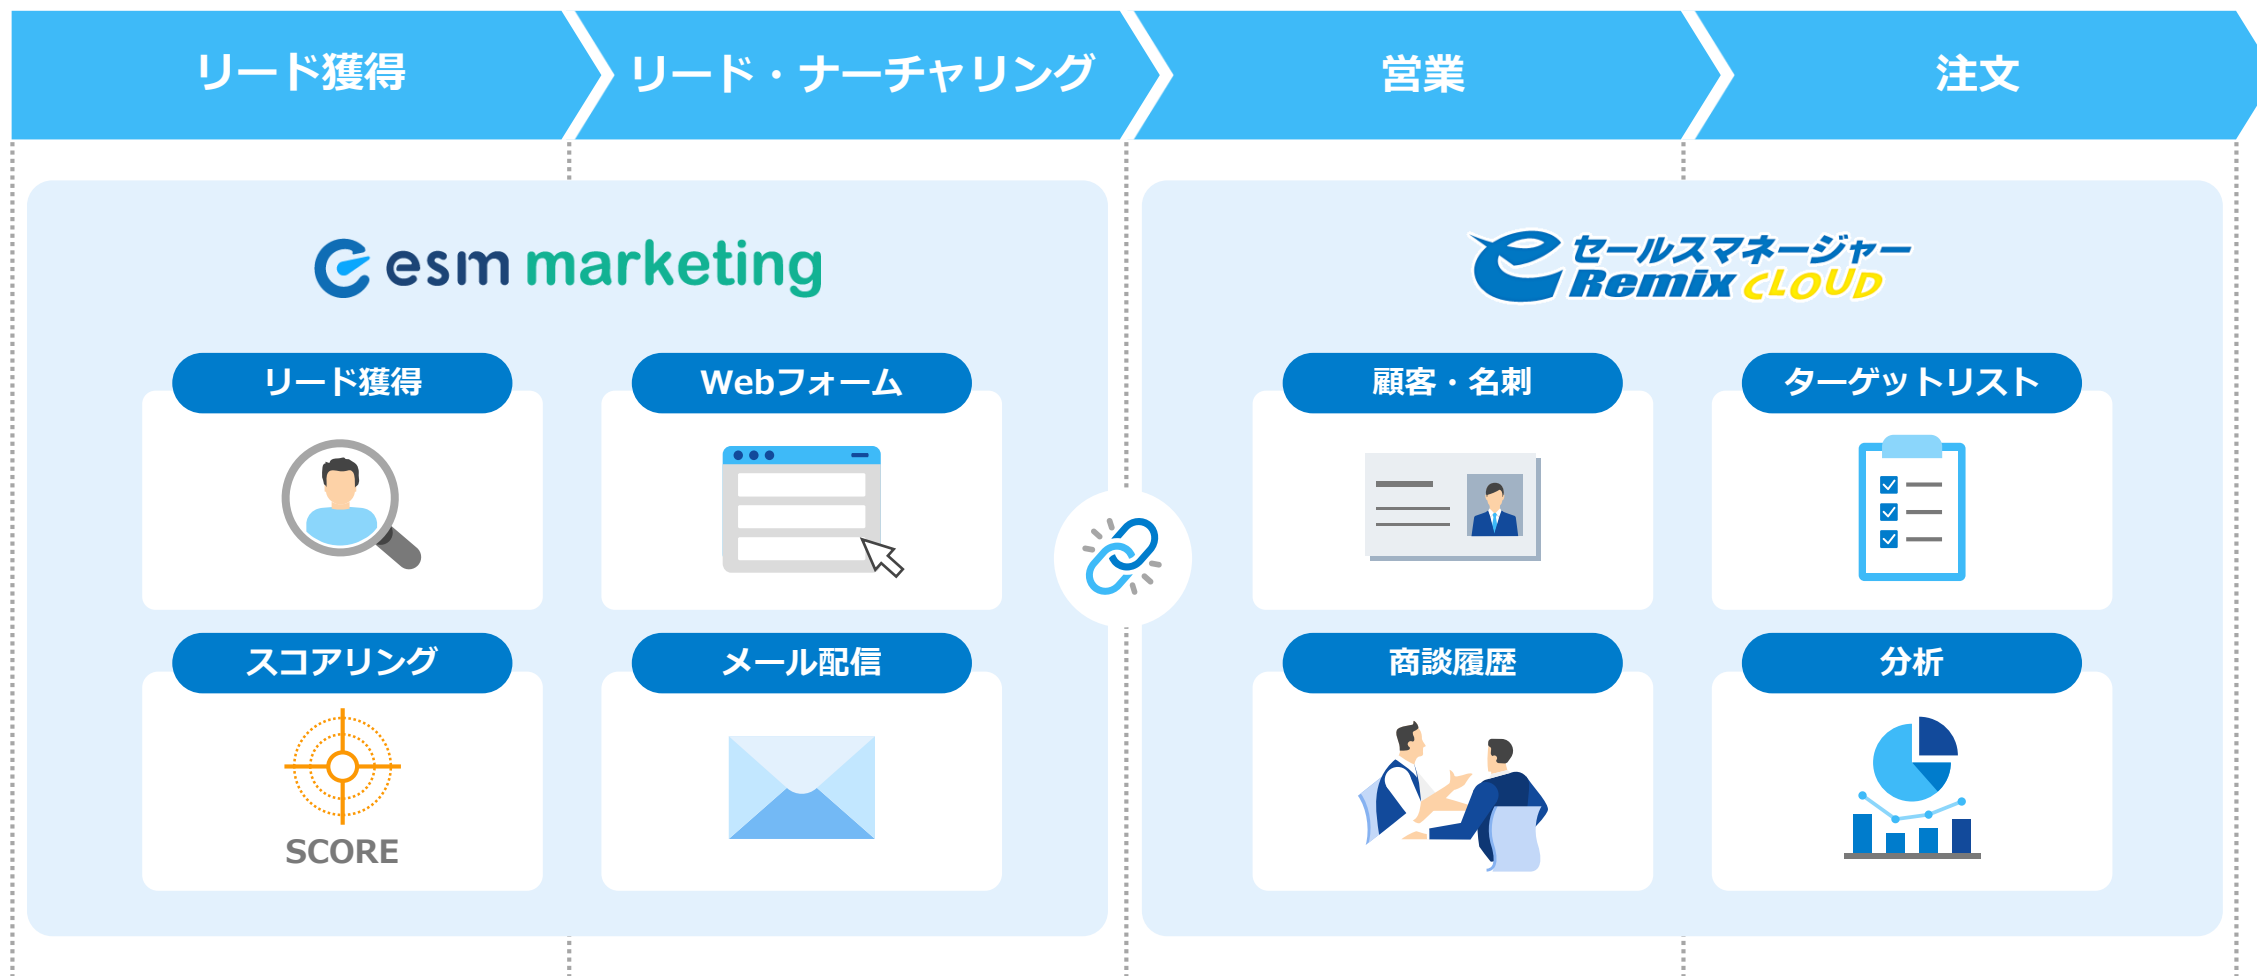 リード獲得
リード・ナーチャリング
営業
注文
esm marketing
リード獲得
Webフォーム
スコアリング
SCORE
メール配信
eセールスマネージャー
Remix CLOUD
顧客・名刺
ターゲットリスト
商談履歴
分析